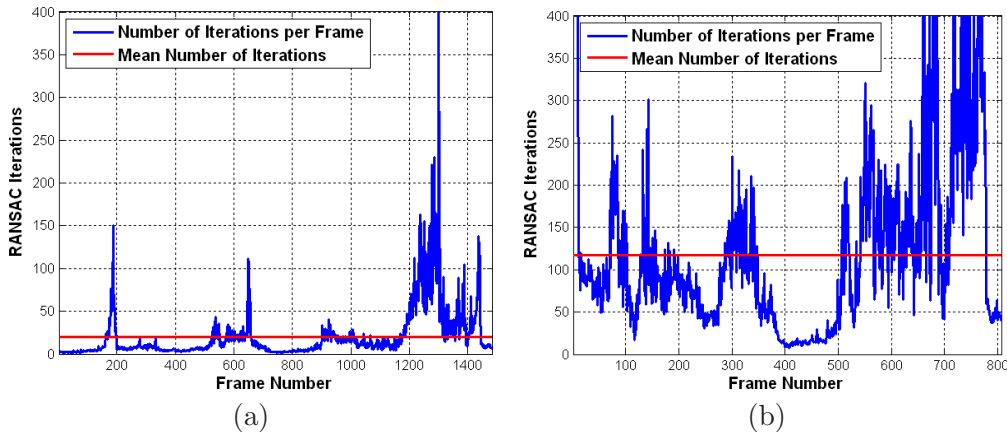 400
350
300
250
200
150
100
50
0
RANSAC Iterations
Number of Iterations per Frame
Mean Number of Iterations
200 400 600 800 1000 1200 1400
Frame Number
(a)
400
350
300
250
200
150
100
50
0
RANSAC Iterations
Number of Iterations per Frame
Mean Number of Iterations
100 200 300 400 500 600 700 800
Frame Number
(b)